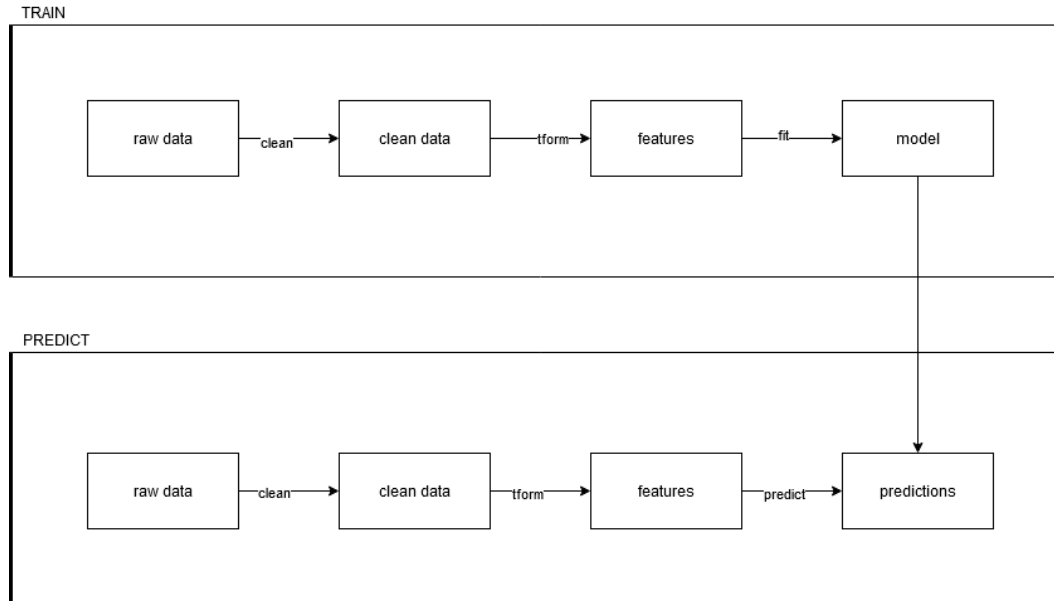 TRAIN
raw data
clean
clean data
tform
features
fit
model
PREDICT
raw data
clean
clean data
tform
features
predict
predictions